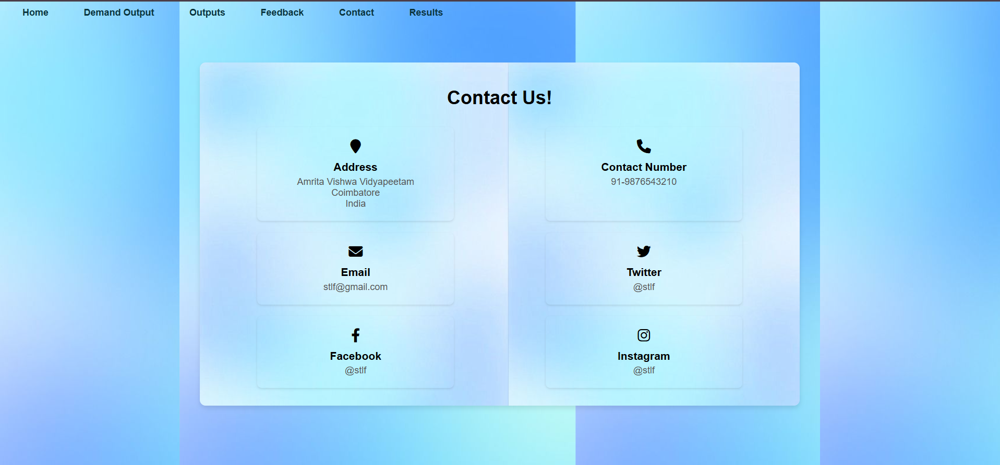 Home Demand Output Outputs Feedback Contact Results
Contact Us!
Address
Amrita Vishwa Vidyapeetam
Coimbatore
India
Contact Number
91-9876543210
Email
stlf@gmail.com
Twitter
@stlf
Facebook
@stlf
Instagram
@stlf